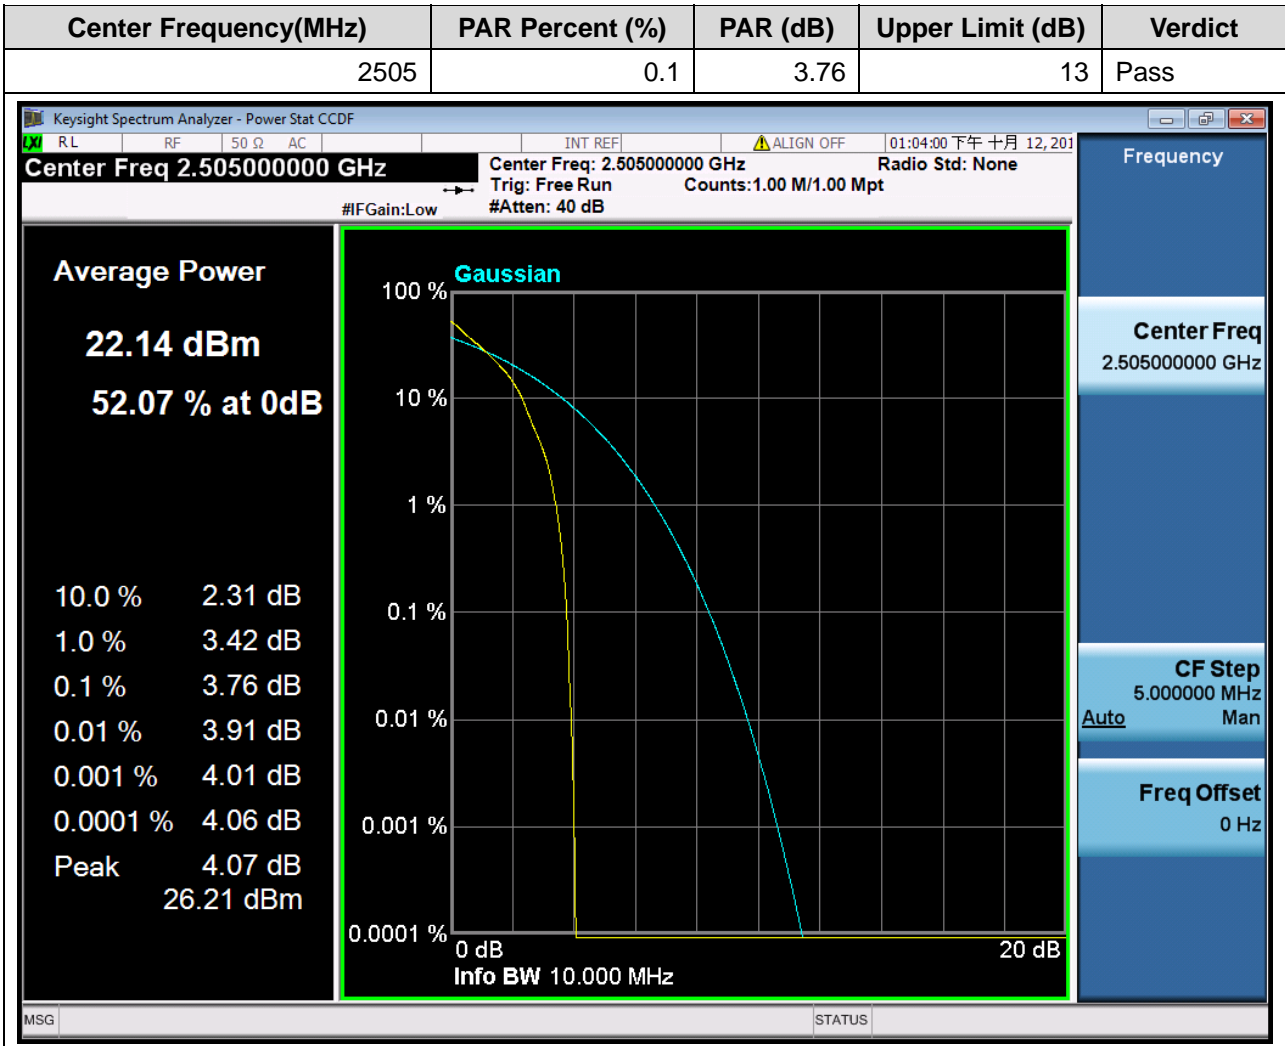 Center Frequency(MHz) PAR Percent (%) PAR (dB) Upper Limit (dB) Verdict
2505 0.1 3.76 13 Pass
Keysight Spectrum Analyzer - Power Stat CCDF
LXI RL RF 50 Ω AC INT REF ALIGN OFF 01:04:00 下午 十月 12, 201
Center Freq 2.505000000 GHz
Center Freq: 2.505000000 GHz Radio Std: None
Trig: Free Run Counts:1.00 M/1.00 Mpt
#IFGain:Low #Atten: 40 dB
Average Power
22.14 dBm
52.07 % at 0dB
10.0 % 2.31 dB
1.0 % 3.42 dB
0.1 % 3.76 dB
0.01 % 3.91 dB
0.001 % 4.01 dB
0.0001 % 4.06 dB
Peak 4.07 dB
26.21 dBm
Gaussian
100 %
10 %
1 %
0.1 %
0.01 %
0.001 %
0.0001 %
0 dB 20 dB
Info BW 10.000 MHz
Frequency
Center Freq
2.505000000 GHz
CF Step
5.000000 MHz
Auto Man
Freq Offset
0 Hz
MSG STATUS